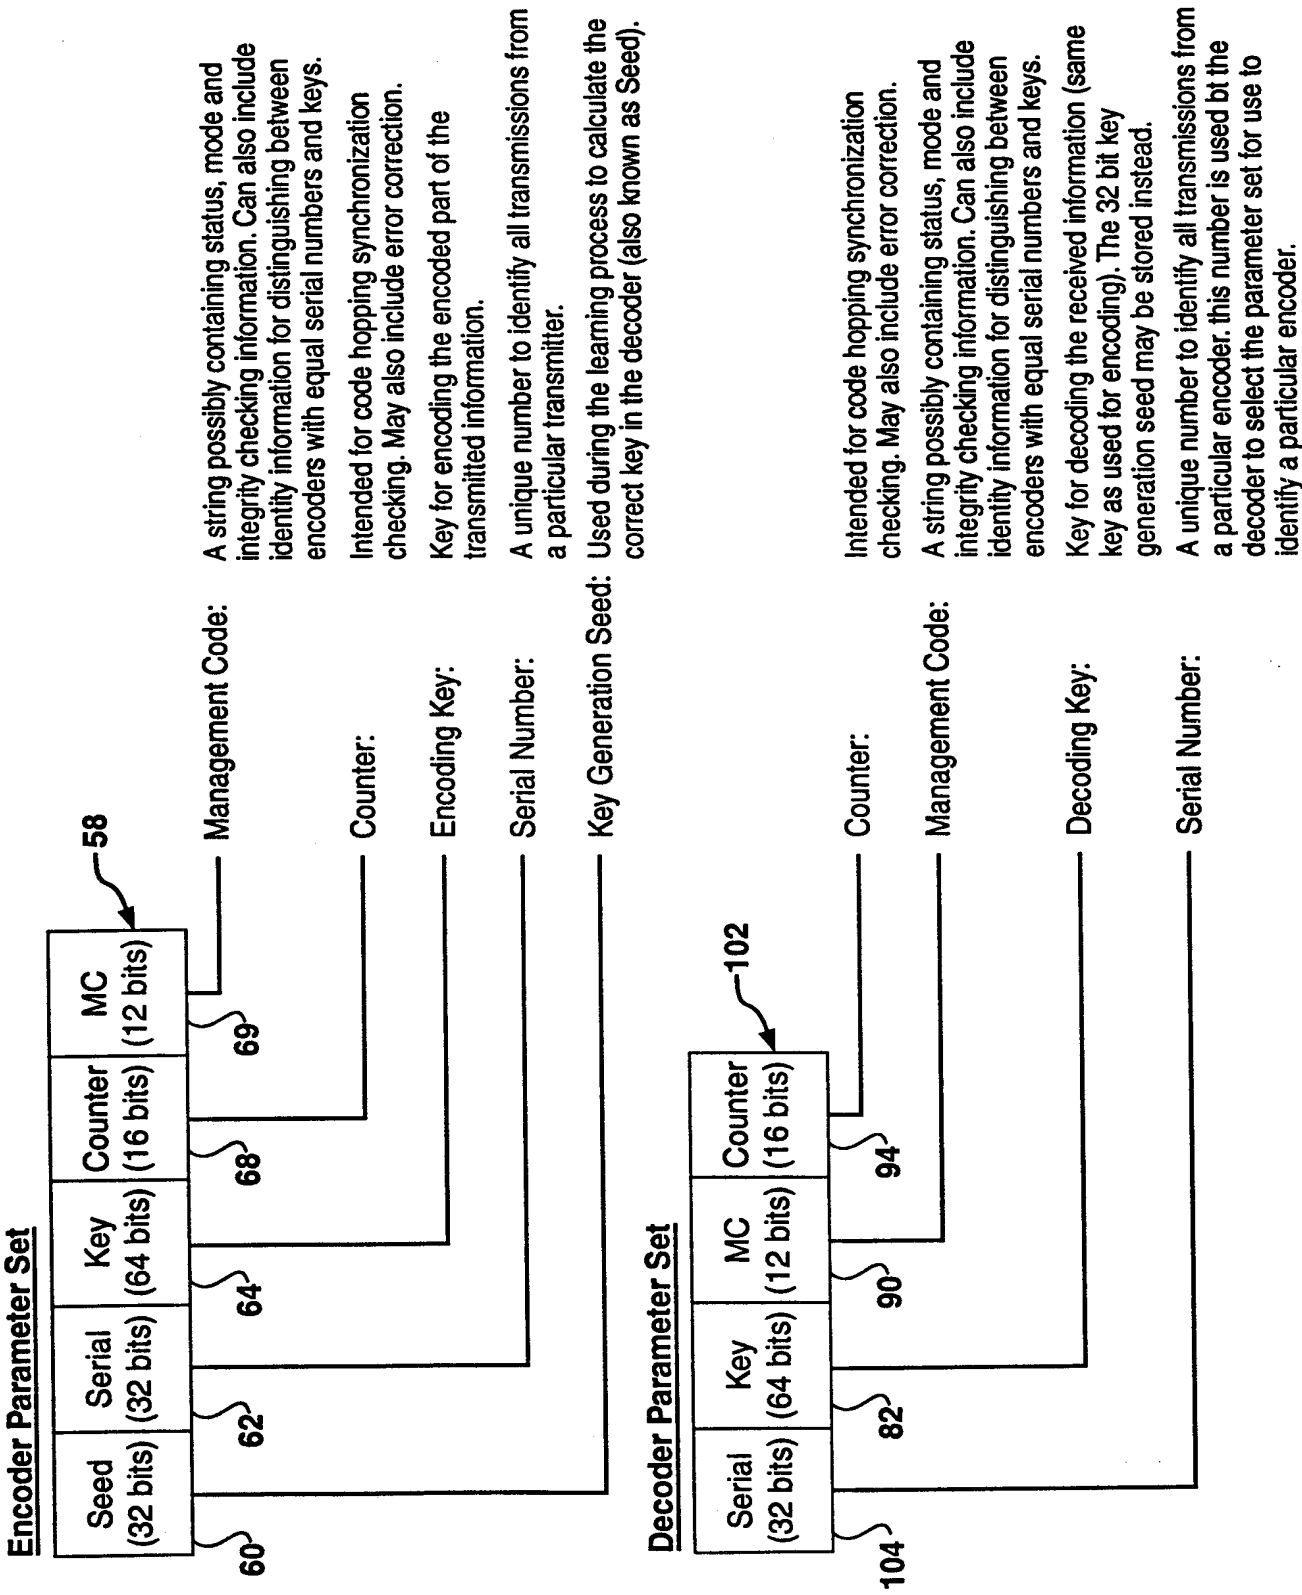 Encoder Parameter Set
58
Seed
(32 bits)
Serial
(32 bits)
Key
(64 bits)
Counter
(16 bits)
MC
(12 bits)
60
62
64
68
69
Management Code:
A string possibly containing status, mode and
integrity checking information. Can also include
identity information for distinguishing between
encoders with equal serial numbers and keys.
Counter:
Intended for code hopping synchronization
checking. May also include error correction.
Encoding Key:
Key for encoding the encoded part of the
transmitted information.
Serial Number:
A unique number to identify all transmissions from
a particular transmitter.
Key Generation Seed:
Used during the learning process to calculate the
correct key in the decoder (also known as Seed).
Decoder Parameter Set
102
Serial
(32 bits)
Key
(64 bits)
MC
(12 bits)
Counter
(16 bits)
104
82
90
94
Counter:
Intended for code hopping synchronization
checking. May also include error correction.
Management Code:
A string possibly containing status, mode and
integrity checking information. Can also include
identity information for distinguishing between
encoders with equal serial numbers and keys.
Decoding Key:
Key for decoding the received information (same
key as used for encoding). The 32 bit key
generation seed may be stored instead.
Serial Number:
A unique number to identify all transmissions from
a particular encoder. this number is used bt the
decoder to select the parameter set for use to
identify a particular encoder.